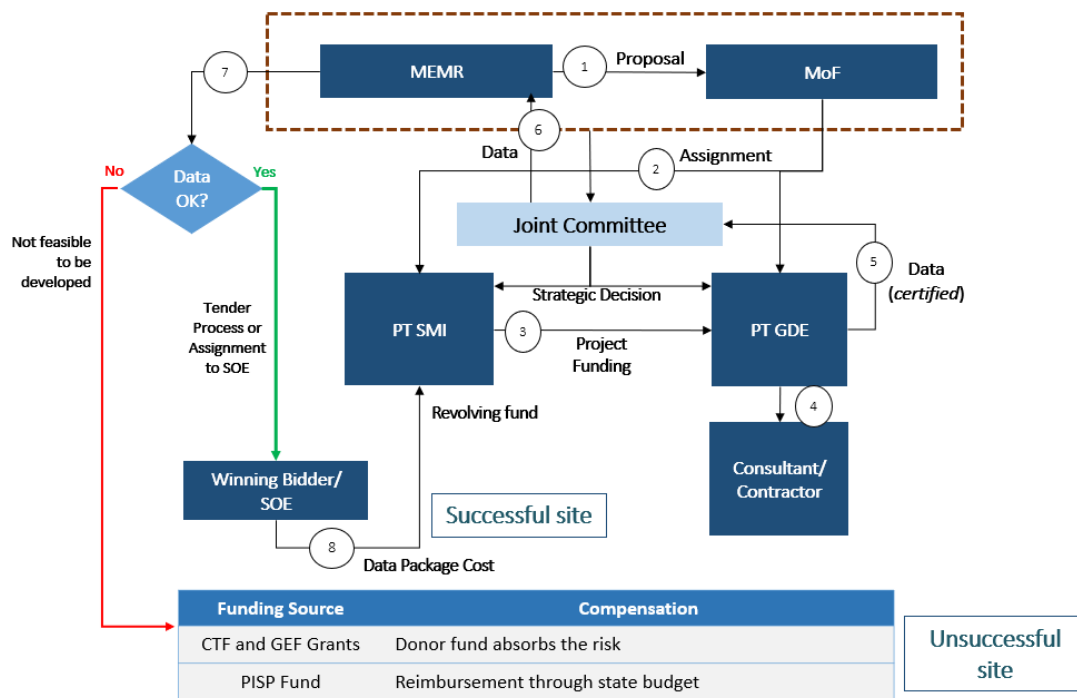 7
MEMR
1
Proposal
MoF
6
Data
2
Assignment
No
Yes
Data
OK?
Joint Committee
Not feasible
to be
developed
5
Data
(certified)
Strategic Decision
Tender
Process or
Assignment
to SOE
PT SMI
3
Project
Funding
PT GDE
4
Revolving fund
Winning Bidder/
SOE
Consultant/
Contractor
Successful site
8
Data Package Cost
Funding Source Compensation
CTF and GEF Grants Donor fund absorbs the risk
PISP Fund Reimbursement through state budget
Unsuccessful
site